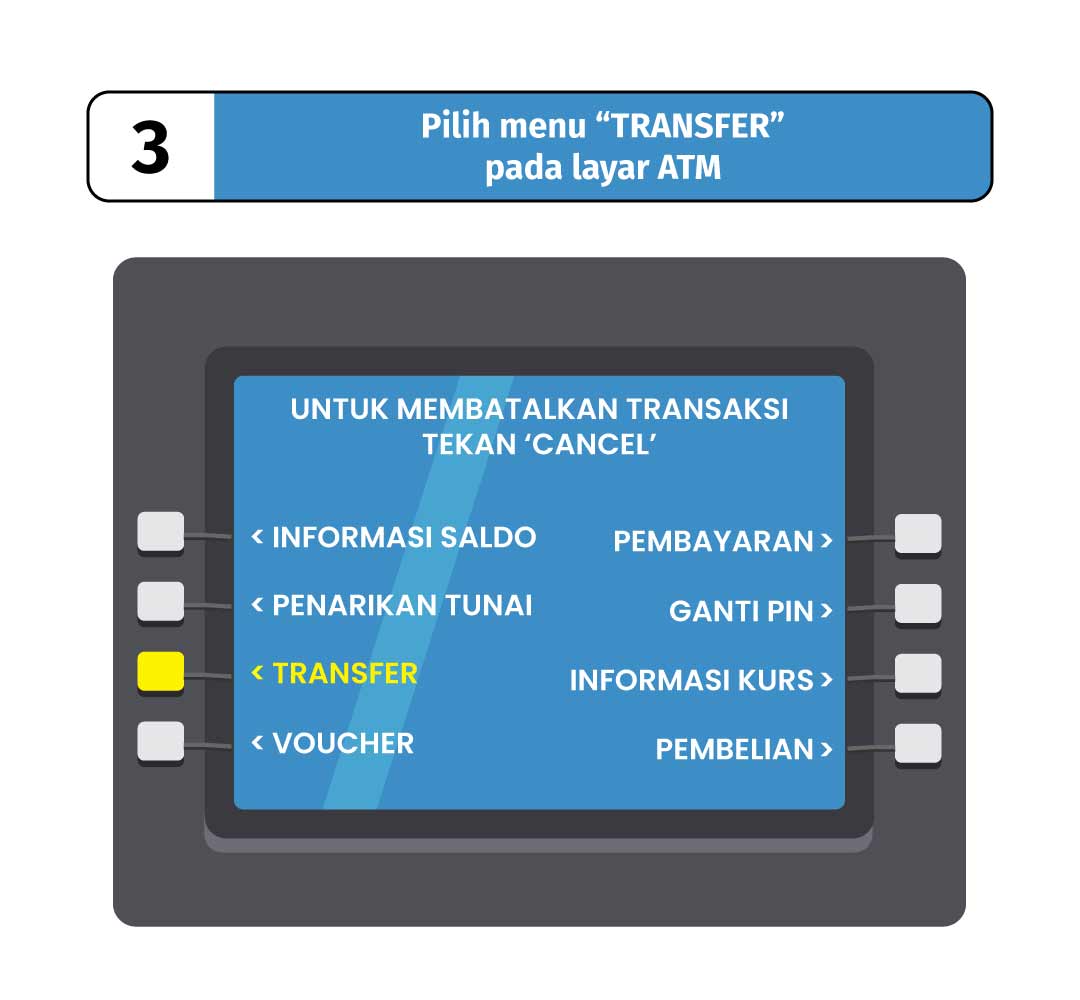 3
Pilih menu “TRANSFER”
pada layar ATM
UNTUK MEMBATALKAN TRANSAKSI
TEKAN ‘CANCEL’
< INFORMASI SALDO
PEMBAYARAN >
< PENARIKAN TUNAI
GANTI PIN >
< TRANSFER
INFORMASI KURS >
< VOUCHER
PEMBELIAN >